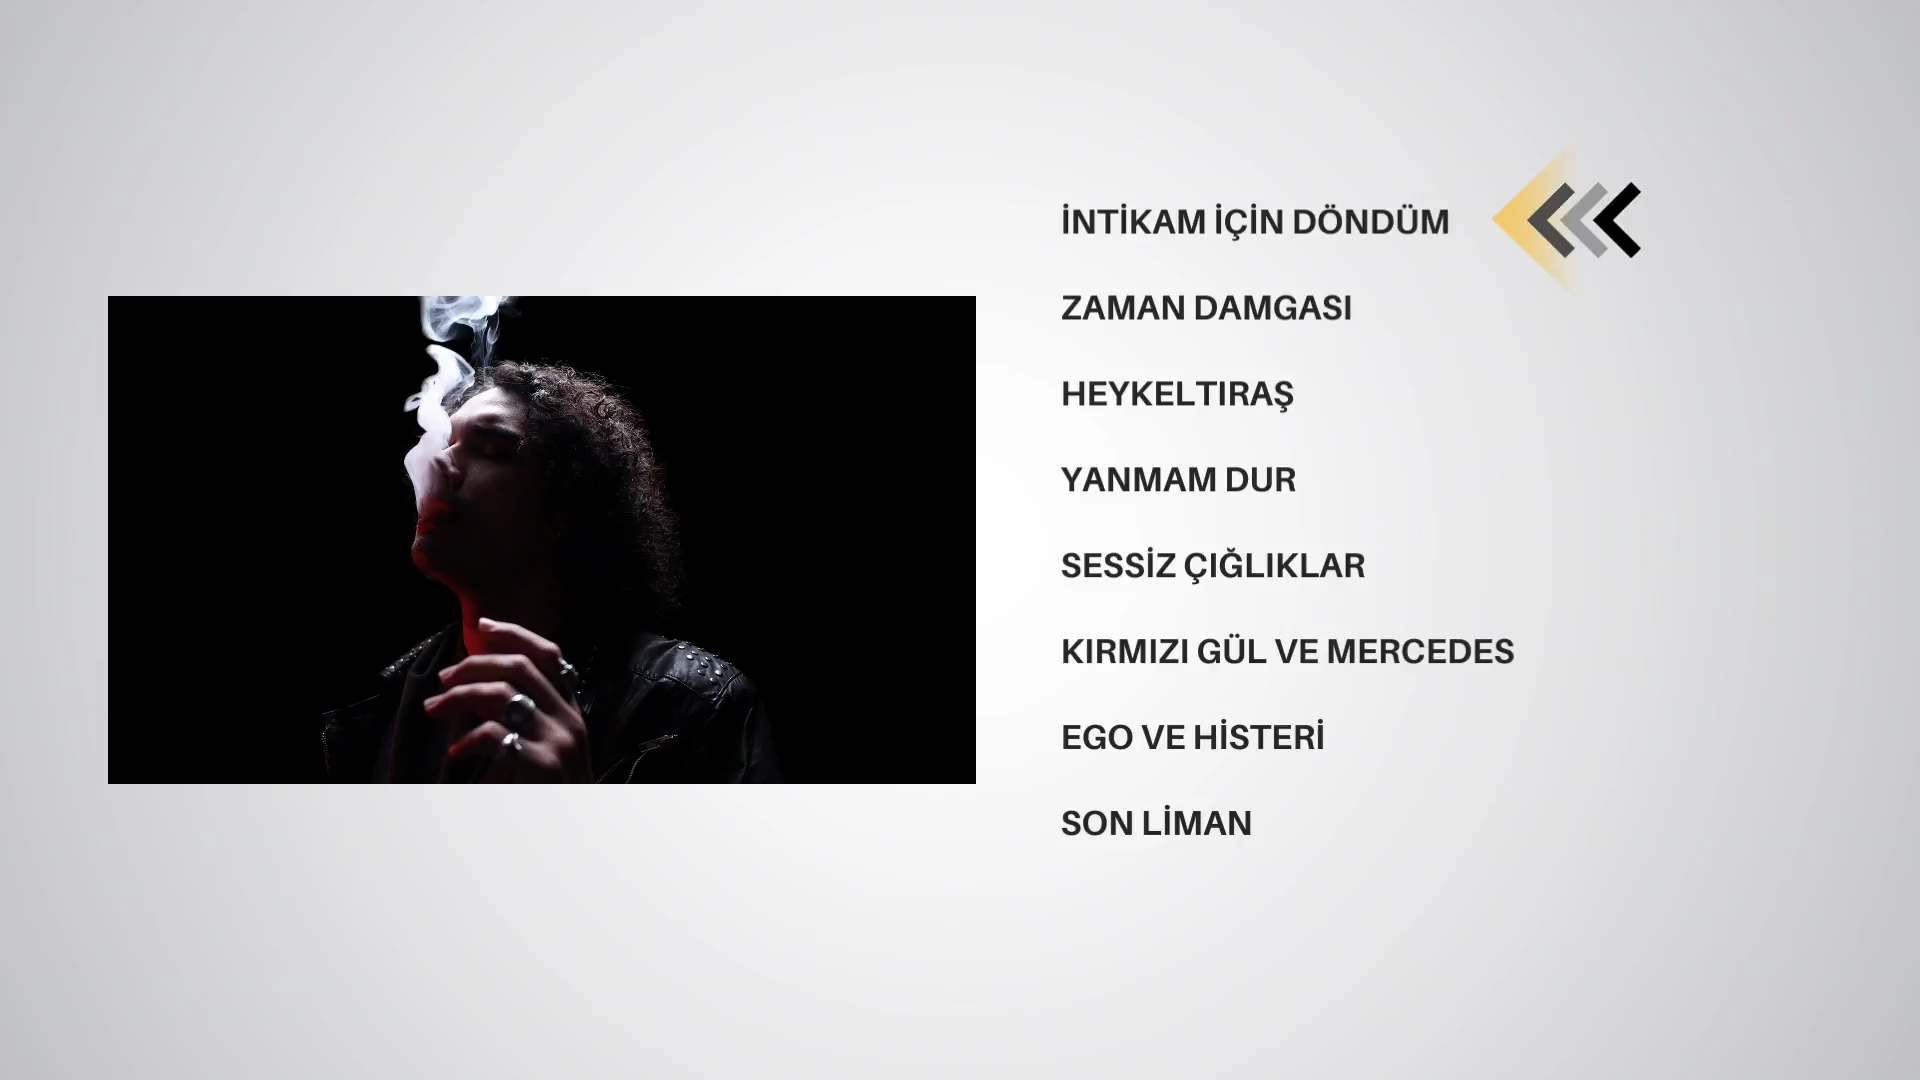 İNTİKAM İÇİN DÖNDÜM
ZAMAN DAMGASI
HEYKELTIRAŞ
YANMAM DUR
SESSİZ ÇIĞLIKLAR
KIRMIZI GÜL VE MERCEDES
EGO VE HİSTERİ
SON LİMAN